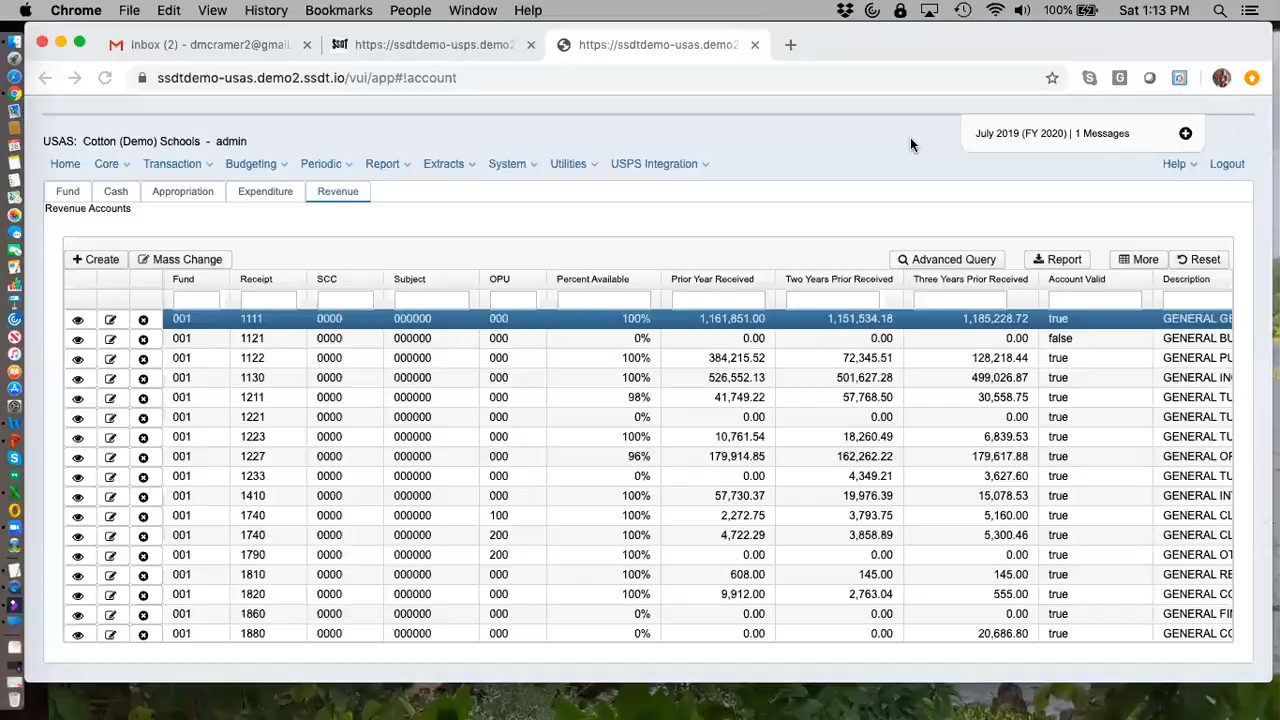 Chrome File Edit View History Bookmarks People Window Help 100% Sat 1:13 PM
Inbox (2) - dmcramer2@gmail. https://ssdtdemo-usps.demo2 https://ssdtdemo-usas.demo2
ssdtdemo-usas.demo2.ssdt.io/vui/app#!account
July 2019 (FY 2020) | 1 Messages
USAS: Cotton (Demo) Schools - admin
Home Core Transaction Budgeting Periodic Report Extracts System Utilities USPS Integration Help Logout
Fund Cash Appropriation Expenditure Revenue
Revenue Accounts
Create Mass Change Advanced Query Report More Reset
Fund Receipt SCC Subject OPU Percent Available Prior Year Received Two Years Prior Received Three Years Prior Received Account Valid Description
001 1111 0000 000000 000 100% 1,161,851.00 1,151,534.18 1,185,228.72 true GENERAL GE
001 1121 0000 000000 000 0% 0.00 0.00 0.00 false GENERAL BU
001 1122 0000 000000 000 100% 384,215.52 72,345.51 128,218.44 true GENERAL PU
001 1130 0000 000000 000 100% 526,552.13 501,627.28 499,026.87 true GENERAL INC
001 1211 0000 000000 000 98% 41,749.22 57,768.50 30,558.75 true GENERAL TU
001 1221 0000 000000 000 0% 0.00 0.00 0.00 true GENERAL TU
001 1223 0000 000000 000 100% 10,761.54 18,260.49 6,839.53 true GENERAL TU
001 1227 0000 000000 000 96% 179,914.85 162,262.22 179,617.88 true GENERAL OP
001 1233 0000 000000 000 0% 0.00 4,349.21 3,627.60 true GENERAL TU
001 1410 0000 000000 000 100% 57,730.37 19,976.39 15,078.53 true GENERAL INT
001 1740 0000 000000 100 100% 2,272.75 3,793.75 5,160.00 true GENERAL CL
001 1740 0000 000000 200 100% 4,722.29 3,858.89 5,300.46 true GENERAL CL
001 1790 0000 000000 200 100% 0.00 0.00 0.00 true GENERAL OT
001 1810 0000 000000 000 100% 608.00 145.00 145.00 true GENERAL RE
001 1820 0000 000000 000 100% 9,912.00 2,763.04 555.00 true GENERAL CO
001 1860 0000 000000 000 0% 0.00 0.00 0.00 true GENERAL FIN
001 1880 0000 000000 000 0% 0.00 0.00 20,686.80 true GENERAL CO